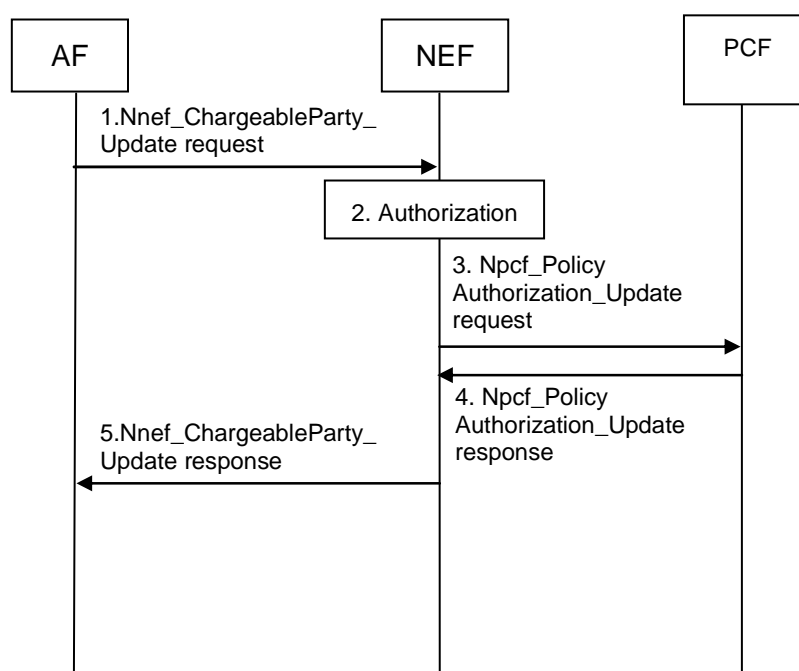 AF
NEF
PCF
1.Nnef_ChargeableParty_
Update request
2. Authorization
3. Npcf_Policy
Authorization_Update
request
4. Npcf_Policy
Authorization_Update
response
5.Nnef_ChargeableParty_
Update response